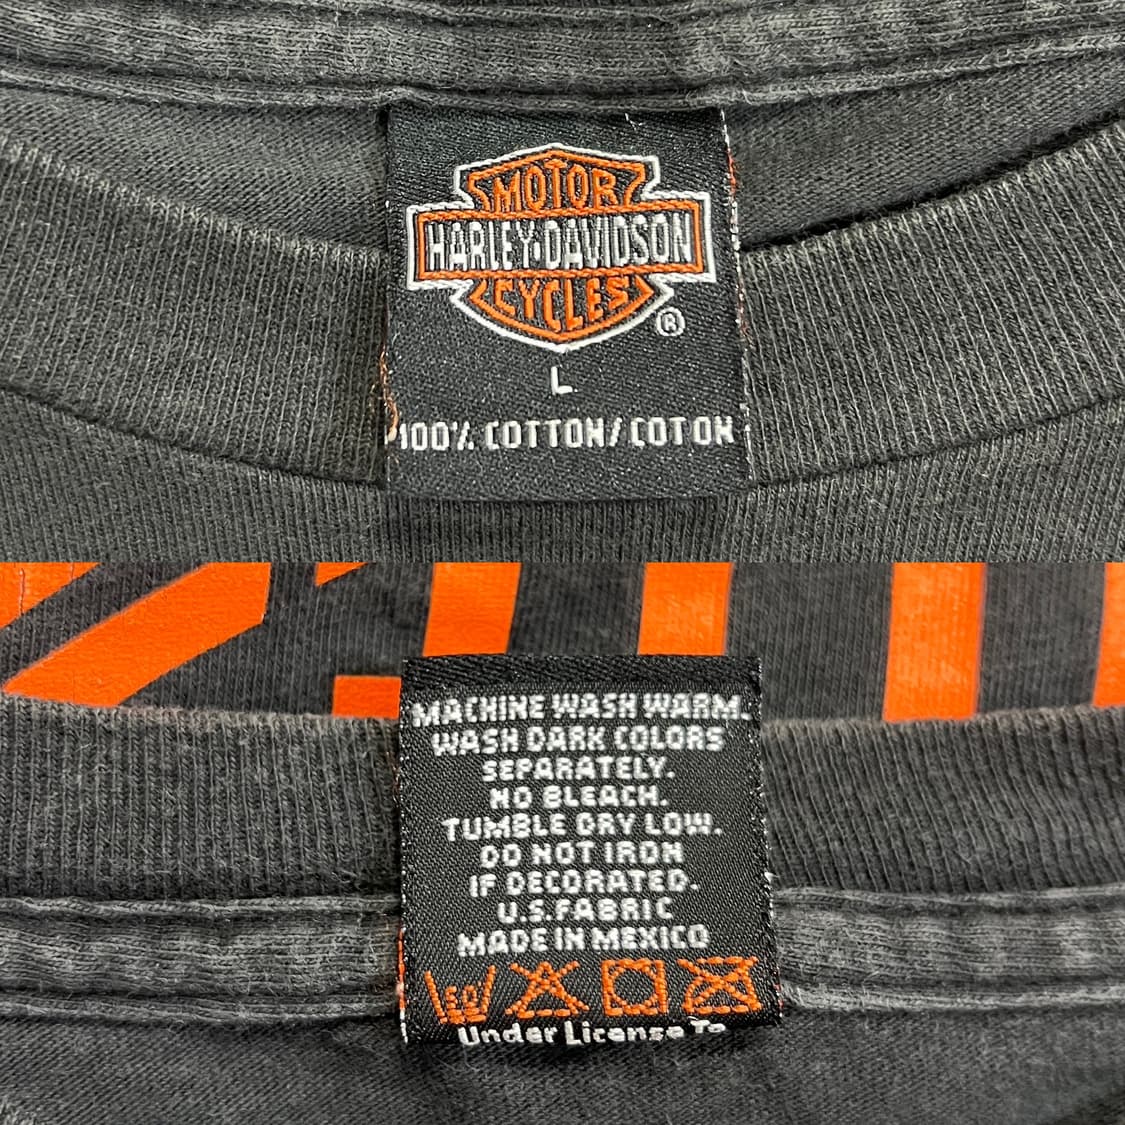 MOTOR
HARLEY-DAVIDSON
CYCLES
®
L
100% COTTON/COTON
MACHINE WASH WARM.
WASH DARK COLORS
SEPARATELY.
NO BLEACH.
TUMBLE DRY LOW.
DO NOT IRON
IF DECORATED.
U.S.FABRIC
MADE IN MEXICO
Under License To